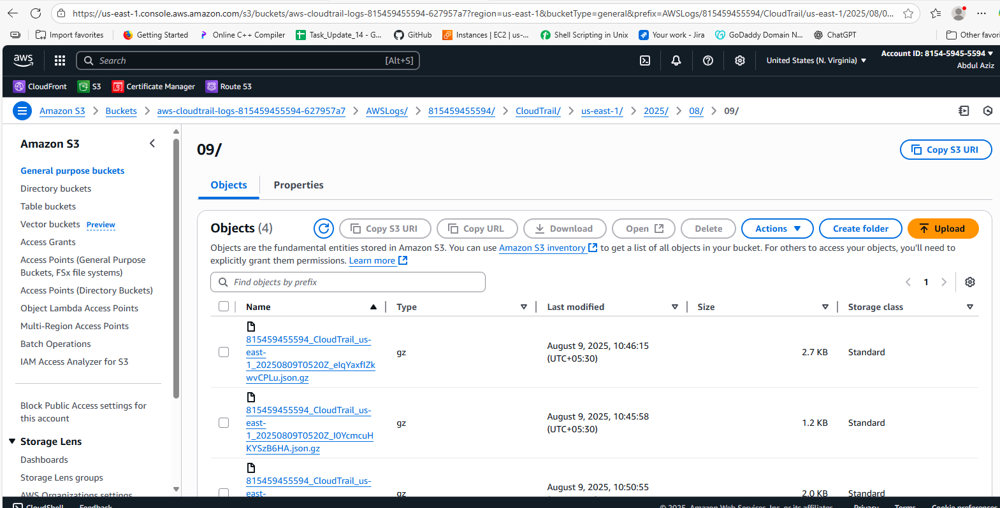 https://us-east-1.console.aws.amazon.com/s3/buckets/aws-cloudtrail-logs-815459455594-627957a7?region=us-east-1&bucketType=general&prefix=AWSLogs/815459455594/CloudTrail/us-east-1/2025/08/0...
Import favorites
Getting Started
Online C++ Compiler
Task_Update_14 - G...
GitHub
Instances | EC2 | us-...
Shell Scripting in Unix
Your work - Jira
GoDaddy Domain N...
ChatGPT
Other favori
aws
Search
[Alt+S]
United States (N. Virginia)
Account ID: 8154-5945-5594
Abdul Aziz
CloudFront
S3
Certificate Manager
Route 53
Amazon S3
Buckets
aws-cloudtrail-logs-815459455594-627957a7
AWSLogs/
815459455594/
CloudTrail/
us-east-1/
2025/
08/
09/
Amazon S3
General purpose buckets
Directory buckets
Table buckets
Vector buckets Preview
Access Grants
Access Points (General Purpose
Buckets, FSx file systems)
Access Points (Directory Buckets)
Object Lambda Access Points
Multi-Region Access Points
Batch Operations
IAM Access Analyzer for S3
Block Public Access settings for
this account
Storage Lens
Dashboards
Storage Lens groups
AWS Organizations settings
09/
Copy S3 URI
Objects
Properties
Objects (4)
Copy S3 URI
Copy URL
Download
Open
Delete
Actions
Create folder
Upload
Objects are the fundamental entities stored in Amazon S3. You can use Amazon S3 inventory to get a list of all objects in your bucket. For others to access your objects, you'll need to
explicitly grant them permissions. Learn more
Find objects by prefix
1
Name
Type
Last modified
Size
Storage class
815459455594_CloudTrail_us-
east-
1_20250809T0520Z_eIqYaxfIZk
wvCPLu.json.gz
gz
August 9, 2025, 10:46:15
(UTC+05:30)
2.7 KB
Standard
815459455594_CloudTrail_us-
east-
1_20250809T0520Z_I0YcmcuH
KYSzB6HA.json.gz
gz
August 9, 2025, 10:45:58
(UTC+05:30)
1.2 KB
Standard
815459455594_CloudTrail_us-
east-
gz
August 9, 2025, 10:50:55
2.0 KB
Standard
CloudShell
Feedback
© 2025, Amazon Web Services, Inc. or its affiliates.
Privacy
Terms
Cookie preferences